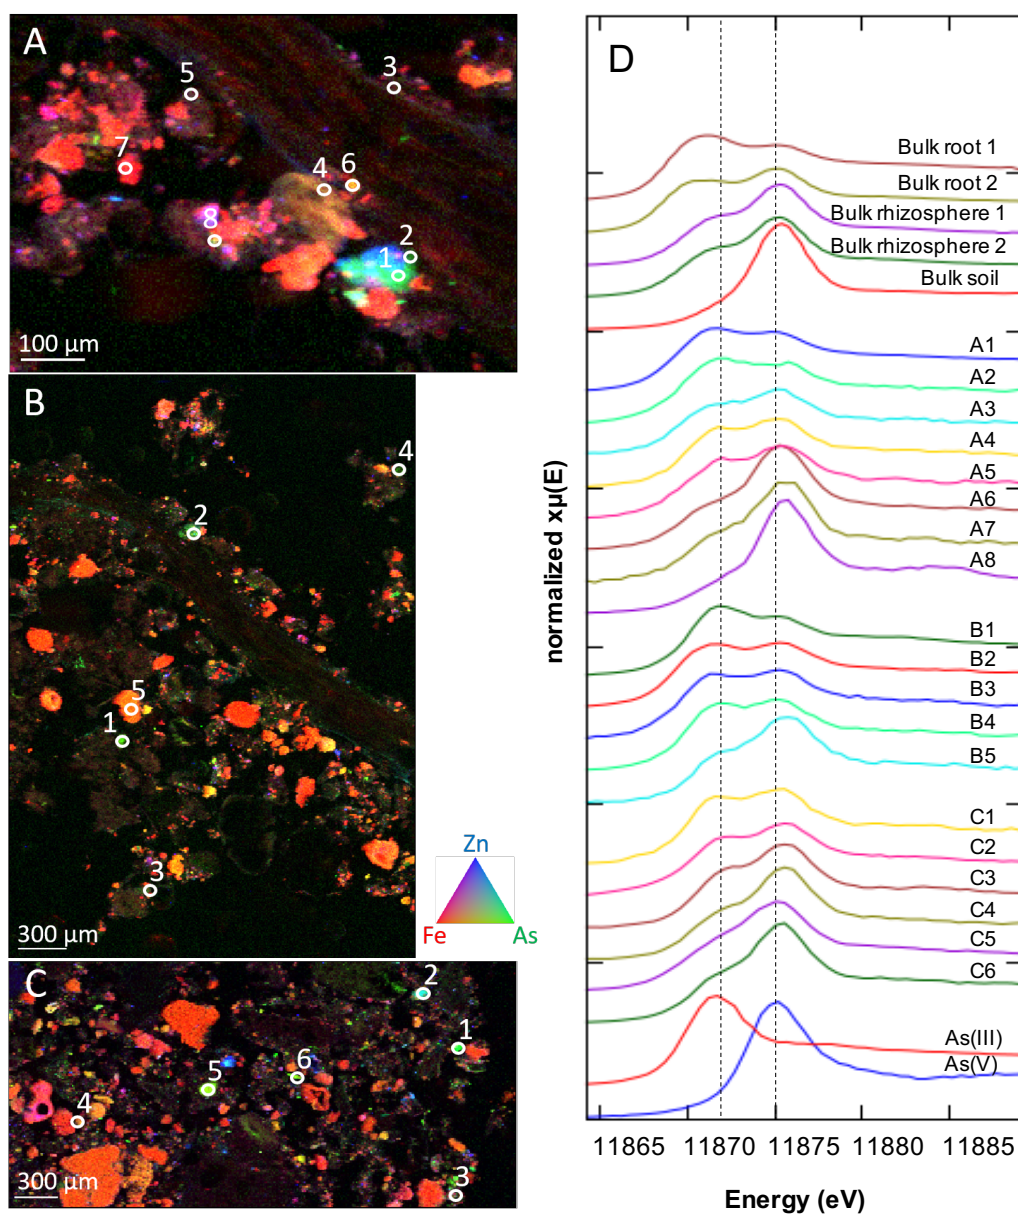 A
5
3
7
4
6
8
2
1
100 µm
B
4
2
5
1
3
300 µm
Zn
Fe
As
C
2
1
5
6
4
3
300 µm
D
Bulk root 1
Bulk root 2
Bulk rhizosphere 1
Bulk rhizosphere 2
Bulk soil
A1
A2
A3
A4
A5
A6
A7
A8
B1
B2
B3
B4
B5
C1
C2
C3
C4
C5
C6
As(III)
As(V)
normalized xµ(E)
11865 11870 11875 11880 11885
Energy (eV)